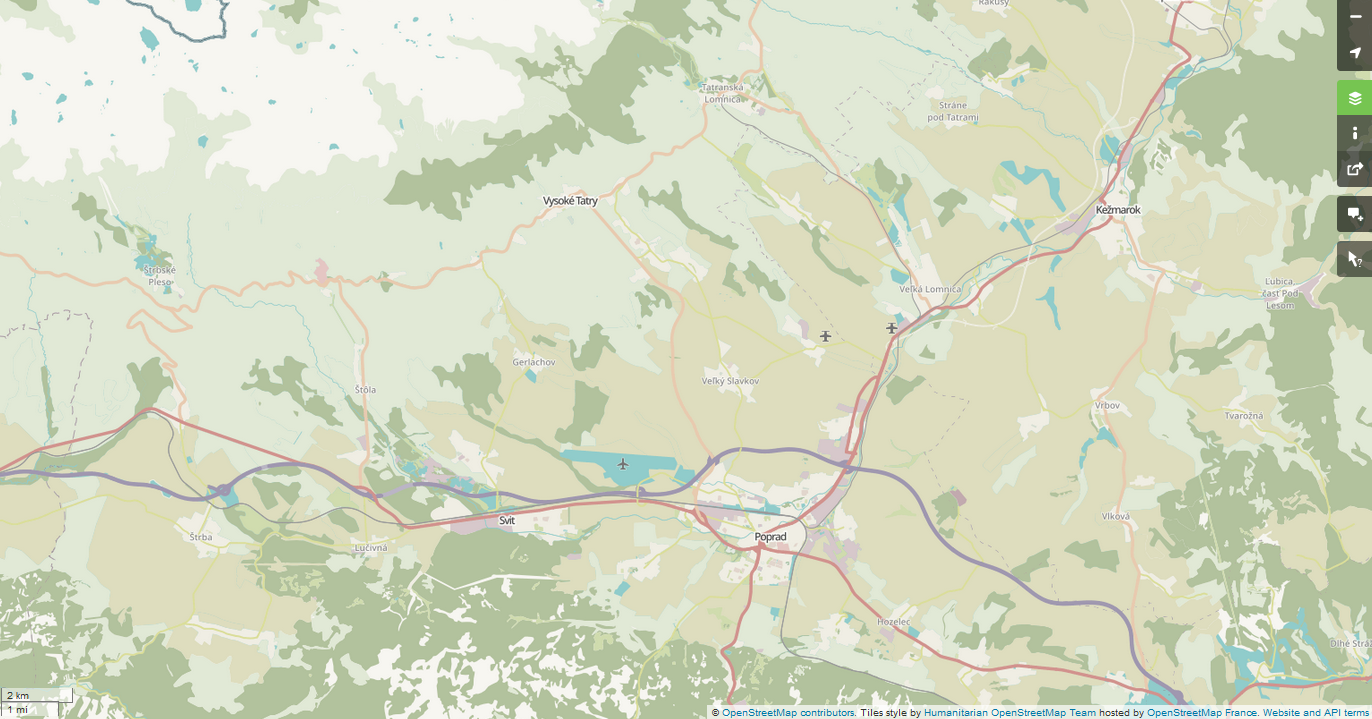 Rakúsy
Tatranská
Lomnica
Stráne
pod Tatrami
Vysoké Tatry
Kežmarok
Štrbské
Pleso
Veľká Lomnica
Ľubica,
časť Pod
Lesom
Gerlachov
Veľký Slavkov
Štôla
Vrbov
Tvarožná
Svit
Vlková
Štrba
Lučivná
Poprad
Hozelec
Dlhé Stráž
2 km
1 mi
© OpenStreetMap contributors. Tiles style by Humanitarian OpenStreetMap Team hosted by OpenStreetMap France. Website and API terms